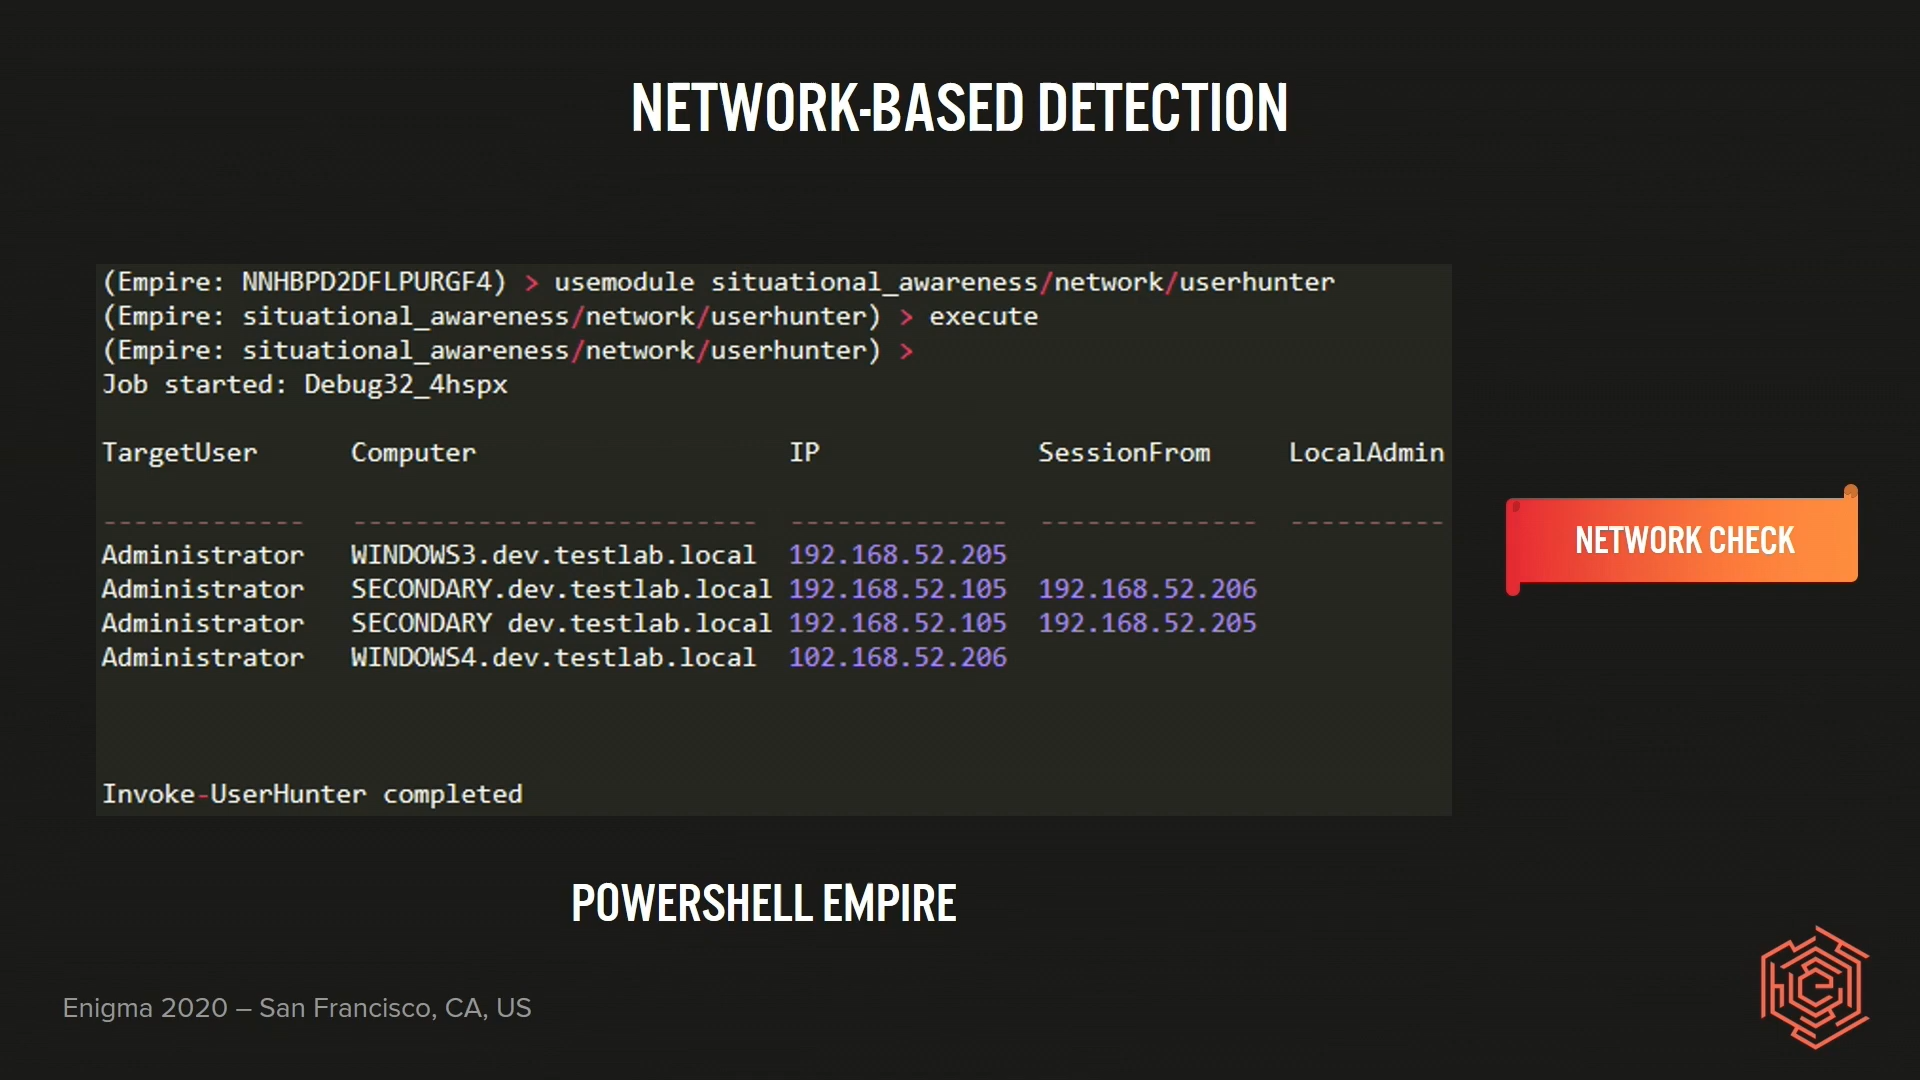 NETWORK-BASED DETECTION
(Empire: NNHBPD2DFLPURGF4) > usemodule situational_awareness/network/userhunter
(Empire: situational_awareness/network/userhunter) > execute
(Empire: situational_awareness/network/userhunter) >
Job started: Debug32_4hspx
TargetUser Computer IP SessionFrom LocalAdmin
------------- -------------------------- -------------- -------------- ----------
Administrator WINDOWS3.dev.testlab.local 192.168.52.205
Administrator SECONDARY.dev.testlab.local 192.168.52.105 192.168.52.206
Administrator SECONDARY dev.testlab.local 192.168.52.105 192.168.52.205
Administrator WINDOWS4.dev.testlab.local 102.168.52.206
Invoke-UserHunter completed
NETWORK CHECK
POWERSHELL EMPIRE
Enigma 2020 – San Francisco, CA, US